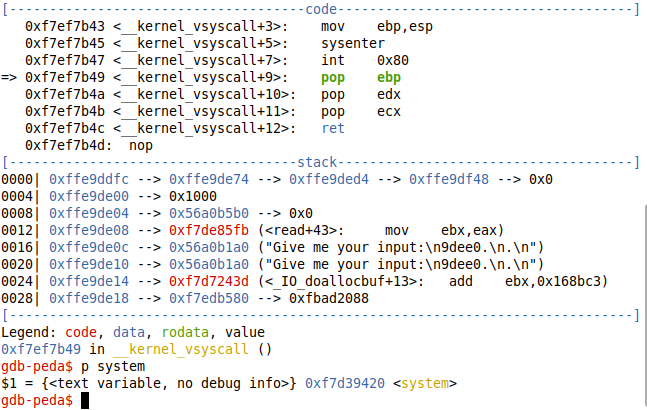 [-------------------------------------code-------------------------------------]
   0xf7ef7b43 <__kernel_vsyscall+3>:	mov    ebp,esp
   0xf7ef7b45 <__kernel_vsyscall+5>:	sysenter
   0xf7ef7b47 <__kernel_vsyscall+7>:	int    0x80
=> 0xf7ef7b49 <__kernel_vsyscall+9>:	pop    ebp
   0xf7ef7b4a <__kernel_vsyscall+10>:	pop    edx
   0xf7ef7b4b <__kernel_vsyscall+11>:	pop    ecx
   0xf7ef7b4c <__kernel_vsyscall+12>:	ret
   0xf7ef7b4d:	nop
[------------------------------------stack-------------------------------------]
0000| 0xffe9ddfc --> 0xffe9de74 --> 0xffe9ded4 --> 0xffe9df48 --> 0x0
0004| 0xffe9de00 --> 0x1000
0008| 0xffe9de04 --> 0x56a0b5b0 --> 0x0
0012| 0xffe9de08 --> 0xf7de85fb (<read+43>:	mov    ebx,eax)
0016| 0xffe9de0c --> 0x56a0b1a0 ("Give me your input:\n9dee0.\n.\n")
0020| 0xffe9de10 --> 0x56a0b1a0 ("Give me your input:\n9dee0.\n.\n")
0024| 0xffe9de14 --> 0xf7d7243d (<_IO_doallocbuf+13>:	add    ebx,0x168bc3)
0028| 0xffe9de18 --> 0xf7edb580 --> 0xfbad2088
[------------------------------------------------------------------------------]
Legend: code, data, rodata, value
0xf7ef7b49 in __kernel_vsyscall ()
gdb-peda$ p system
$1 = {<text variable, no debug info>} 0xf7d39420 <system>
gdb-peda$